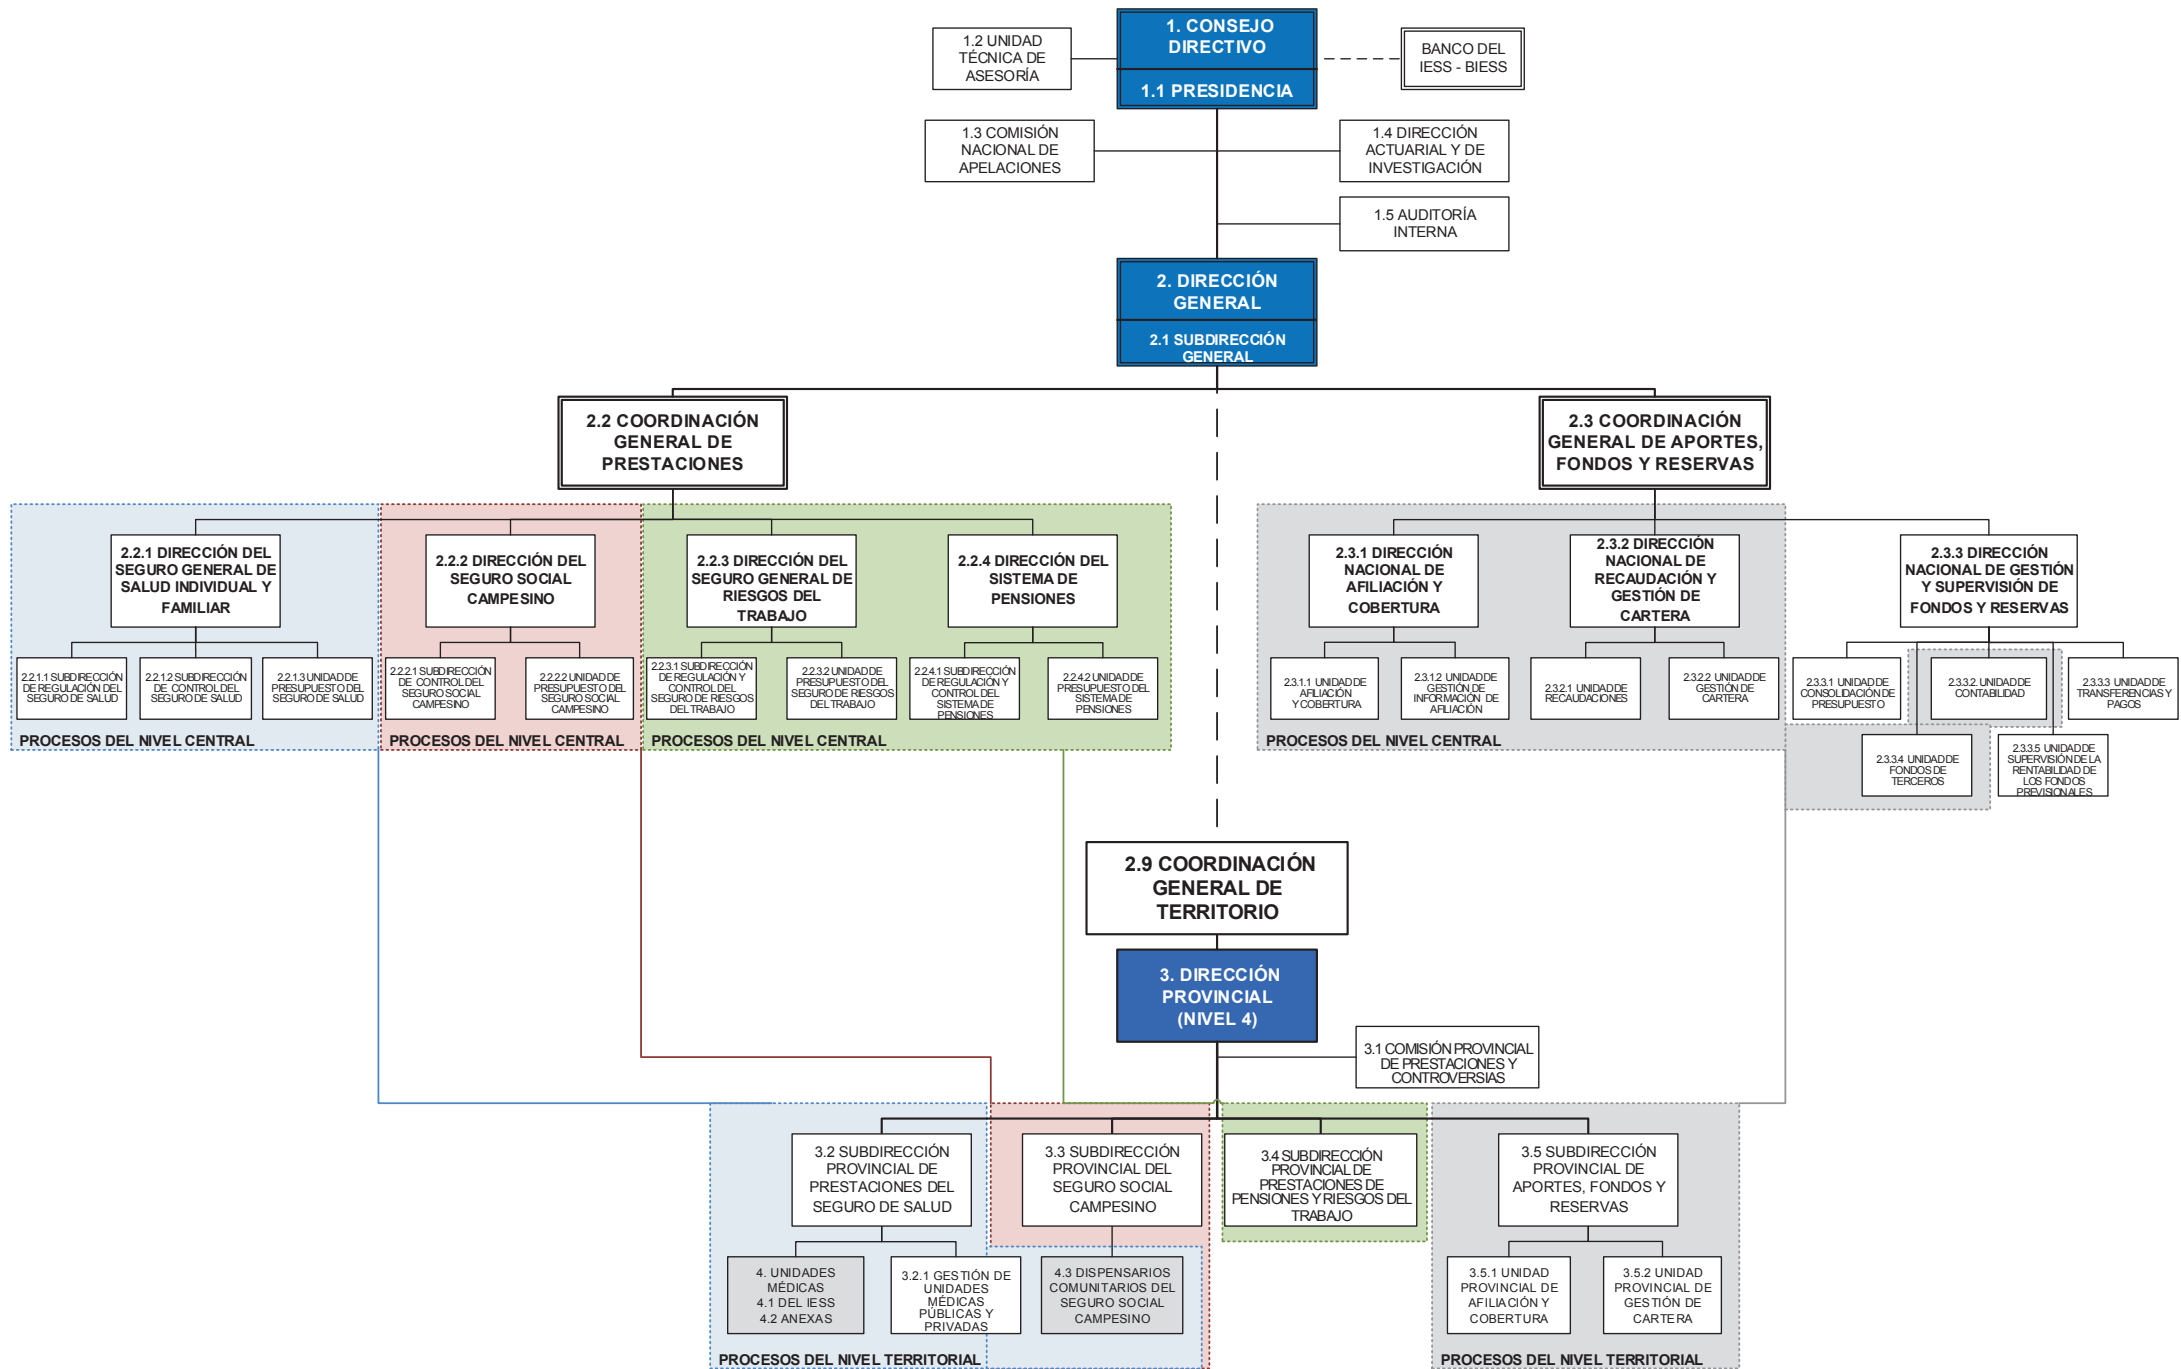 1. CONSEJO
DIRECTIVO
1.1 PRESIDENCIA
1.2 UNIDAD
TÉCNICA DE
ASESORÍA
BANCO DEL
IESS - BIESS
1.3 COMISIÓN
NACIONAL DE
APELACIONES
1.4 DIRECCIÓN
ACTUARIAL Y DE
INVESTIGACIÓN
1.5 AUDITORÍA
INTERNA
2. DIRECCIÓN
GENERAL
2.1 SUBDIRECCIÓN
GENERAL
2.2 COORDINACIÓN
GENERAL DE
PRESTACIONES
2.3 COORDINACIÓN
GENERAL DE APORTES,
FONDOS Y RESERVAS
2.2.1 DIRECCIÓN DEL
SEGURO GENERAL DE
SALUD INDIVIDUAL Y
FAMILIAR
2.2.2 DIRECCIÓN DEL
SEGURO SOCIAL
CAMPESINO
2.2.3 DIRECCIÓN DEL
SEGURO GENERAL DE
RIESGOS DEL
TRABAJO
2.2.4 DIRECCIÓN DEL
SISTEMA DE
PENSIONES
2.3.1 DIRECCIÓN
NACIONAL DE
AFILIACIÓN Y
COBERTURA
2.3.2 DIRECCIÓN
NACIONAL DE
RECAUDACIÓN Y
GESTIÓN DE
CARTERA
2.3.3 DIRECCIÓN
NACIONAL DE GESTIÓN
Y SUPERVISIÓN DE
FONDOS Y RESERVAS
2.2.1.1 SUBDIRECCIÓN
DE REGULACIÓN DEL
SEGURO DE SALUD
2.2.1.2 SUBDIRECCIÓN
DE CONTROL DEL
SEGURO DE SALUD
2.2.1.3 UNIDAD DE
PRESUPUESTO DEL
SEGURO DE SALUD
2.2.2.1 SUBDIRECCIÓN
DE CONTROL DEL
SEGURO SOCIAL
CAMPESINO
2.2.2.2 UNIDAD DE
PRESUPUESTO DEL
SEGURO SOCIAL
CAMPESINO
2.2.3.1 SUBDIRECCIÓN
DE REGULACIÓN Y
CONTROL DEL
SEGURO DE RIESGOS
DEL TRABAJO
2.2.3.2 UNIDAD DE
PRESUPUESTO DEL
SEGURO DE RIESGOS
DEL TRABAJO
2.2.4.1 SUBDIRECCIÓN
DE REGULACIÓN Y
CONTROL DEL
SISTEMA DE
PENSIONES
2.2.4.2 UNIDAD DE
PRESUPUESTO DEL
SISTEMA DE
PENSIONES
2.3.1.1 UNIDAD DE
AFILIACIÓN
Y COBERTURA
2.3.1.2 UNIDAD DE
GESTIÓN DE
INFORMACIÓN DE
AFILIACIÓN
2.3.2.1 UNIDAD DE
RECAUDACIONES
2.3.2.2 UNIDAD DE
GESTIÓN DE
CARTERA
2.3.3.1 UNIDAD DE
CONSOLIDACIÓN DE
PRESUPUESTO
2.3.3.2. UNIDAD DE
CONTABILIDAD
2.3.3.3 UNIDAD DE
TRANSFERENCIAS Y
PAGOS
PROCESOS DEL NIVEL CENTRAL
PROCESOS DEL NIVEL CENTRAL
PROCESOS DEL NIVEL CENTRAL
PROCESOS DEL NIVEL CENTRAL
2.3.3.4 UNIDAD DE
FONDOS DE
TERCEROS
2.3.3.5 UNIDAD DE
SUPERVISIÓN DE LA
RENTABILIDAD DE
LOS FONDOS
PREVISIONALES
2.9 COORDINACIÓN
GENERAL DE
TERRITORIO
3. DIRECCIÓN
PROVINCIAL
(NIVEL 4)
3.1 COMISIÓN PROVINCIAL
DE PRESTACIONES Y
CONTROVERSIAS
3.2 SUBDIRECCIÓN
PROVINCIAL DE
PRESTACIONES DEL
SEGURO DE SALUD
3.3 SUBDIRECCIÓN
PROVINCIAL DEL
SEGURO SOCIAL
CAMPESINO
3.4 SUBDIRECCIÓN
PROVINCIAL DE
PRESTACIONES DE
PENSIONES Y RIESGOS DEL
TRABAJO
3.5 SUBDIRECCIÓN
PROVINCIAL DE
APORTES, FONDOS Y
RESERVAS
4. UNIDADES
MÉDICAS
4.1 DEL IESS
4.2 ANEXAS
3.2.1 GESTIÓN DE
UNIDADES
MÉDICAS
PÚBLICAS Y
PRIVADAS
4.3 DISPENSARIOS
COMUNITARIOS DEL
SEGURO SOCIAL
CAMPESINO
3.5.1 UNIDAD
PROVINCIAL DE
AFILIACIÓN Y
COBERTURA
3.5.2 UNIDAD
PROVINCIAL DE
GESTIÓN DE
CARTERA
PROCESOS DEL NIVEL TERRITORIAL
PROCESOS DEL NIVEL TERRITORIAL